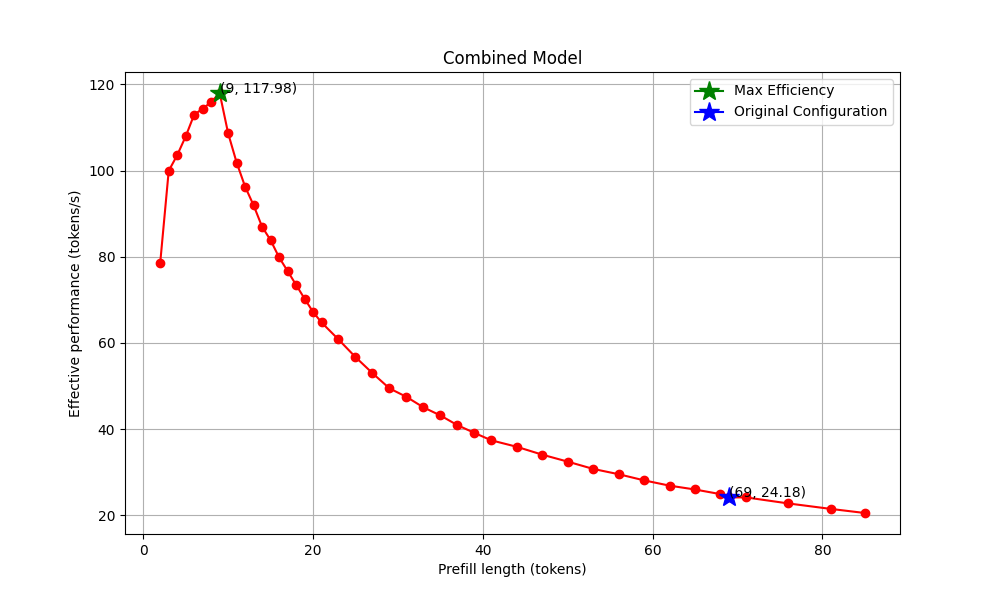 Combined Model
Effective performance (tokens/s)
120
100
80
60
40
20
(9, 117.98)
Max Efficiency
Original Configuration
(69, 24.18)
0 20 40 60 80
Prefill length (tokens)